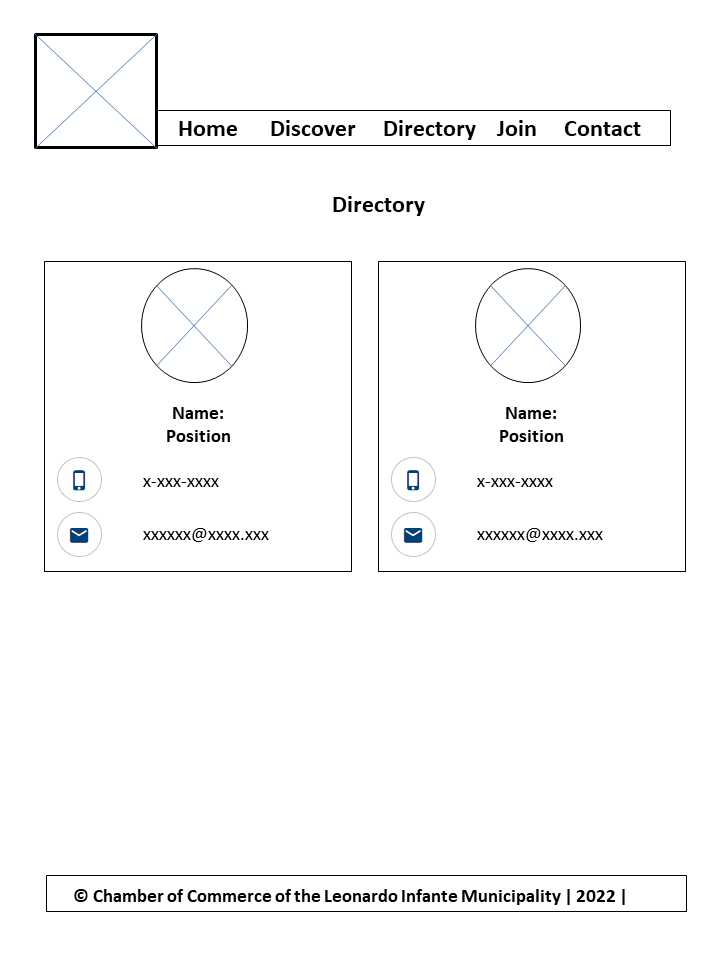 Home Discover Directory Join Contact
Directory
Name:
Position
x-xxx-xxxx
xxxxxx@xxxx.xxx
Name:
Position
x-xxx-xxxx
xxxxxx@xxxx.xxx
© Chamber of Commerce of the Leonardo Infante Municipality | 2022 |